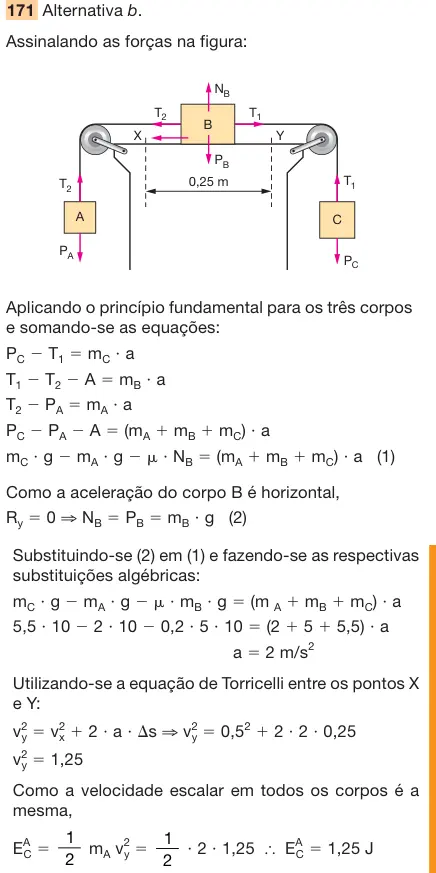 171 Alternativa b.
Assinalando as forças na figura:
N_B
T_2 B T_1
X Y
P_B
0,25 m
T_2 T_1
A C
P_A P_C
Aplicando o princípio fundamental para os três corpos
e somando-se as equações:
P_C − T_1 = m_C · a
T_1 − T_2 − A = m_B · a
T_2 − P_A = m_A · a
P_C − P_A − A = (m_A + m_B + m_C) · a
m_C · g − m_A · g − μ · N_B = (m_A + m_B + m_C) · a (1)
Como a aceleração do corpo B é horizontal,
R_y = 0 ⇒ N_B = P_B = m_B · g (2)
Substituindo-se (2) em (1) e fazendo-se as respectivas
substituições algébricas:
m_C · g − m_A · g − μ · m_B · g = (m_A + m_B + m_C) · a
5,5 · 10 − 2 · 10 − 0,2 · 5 · 10 = (2 + 5 + 5,5) · a
a = 2 m/s²
Utilizando-se a equação de Torricelli entre os pontos X
e Y:
v_y² = v_x² + 2 · a · Δs ⇒ v_y² = 0,5² + 2 · 2 · 0,25
v_y² = 1,25
Como a velocidade escalar em todos os corpos é a
mesma,
E_C^A = 1/2 m_A v_y² = 1/2 · 2 · 1,25 ∴ E_C^A = 1,25 J